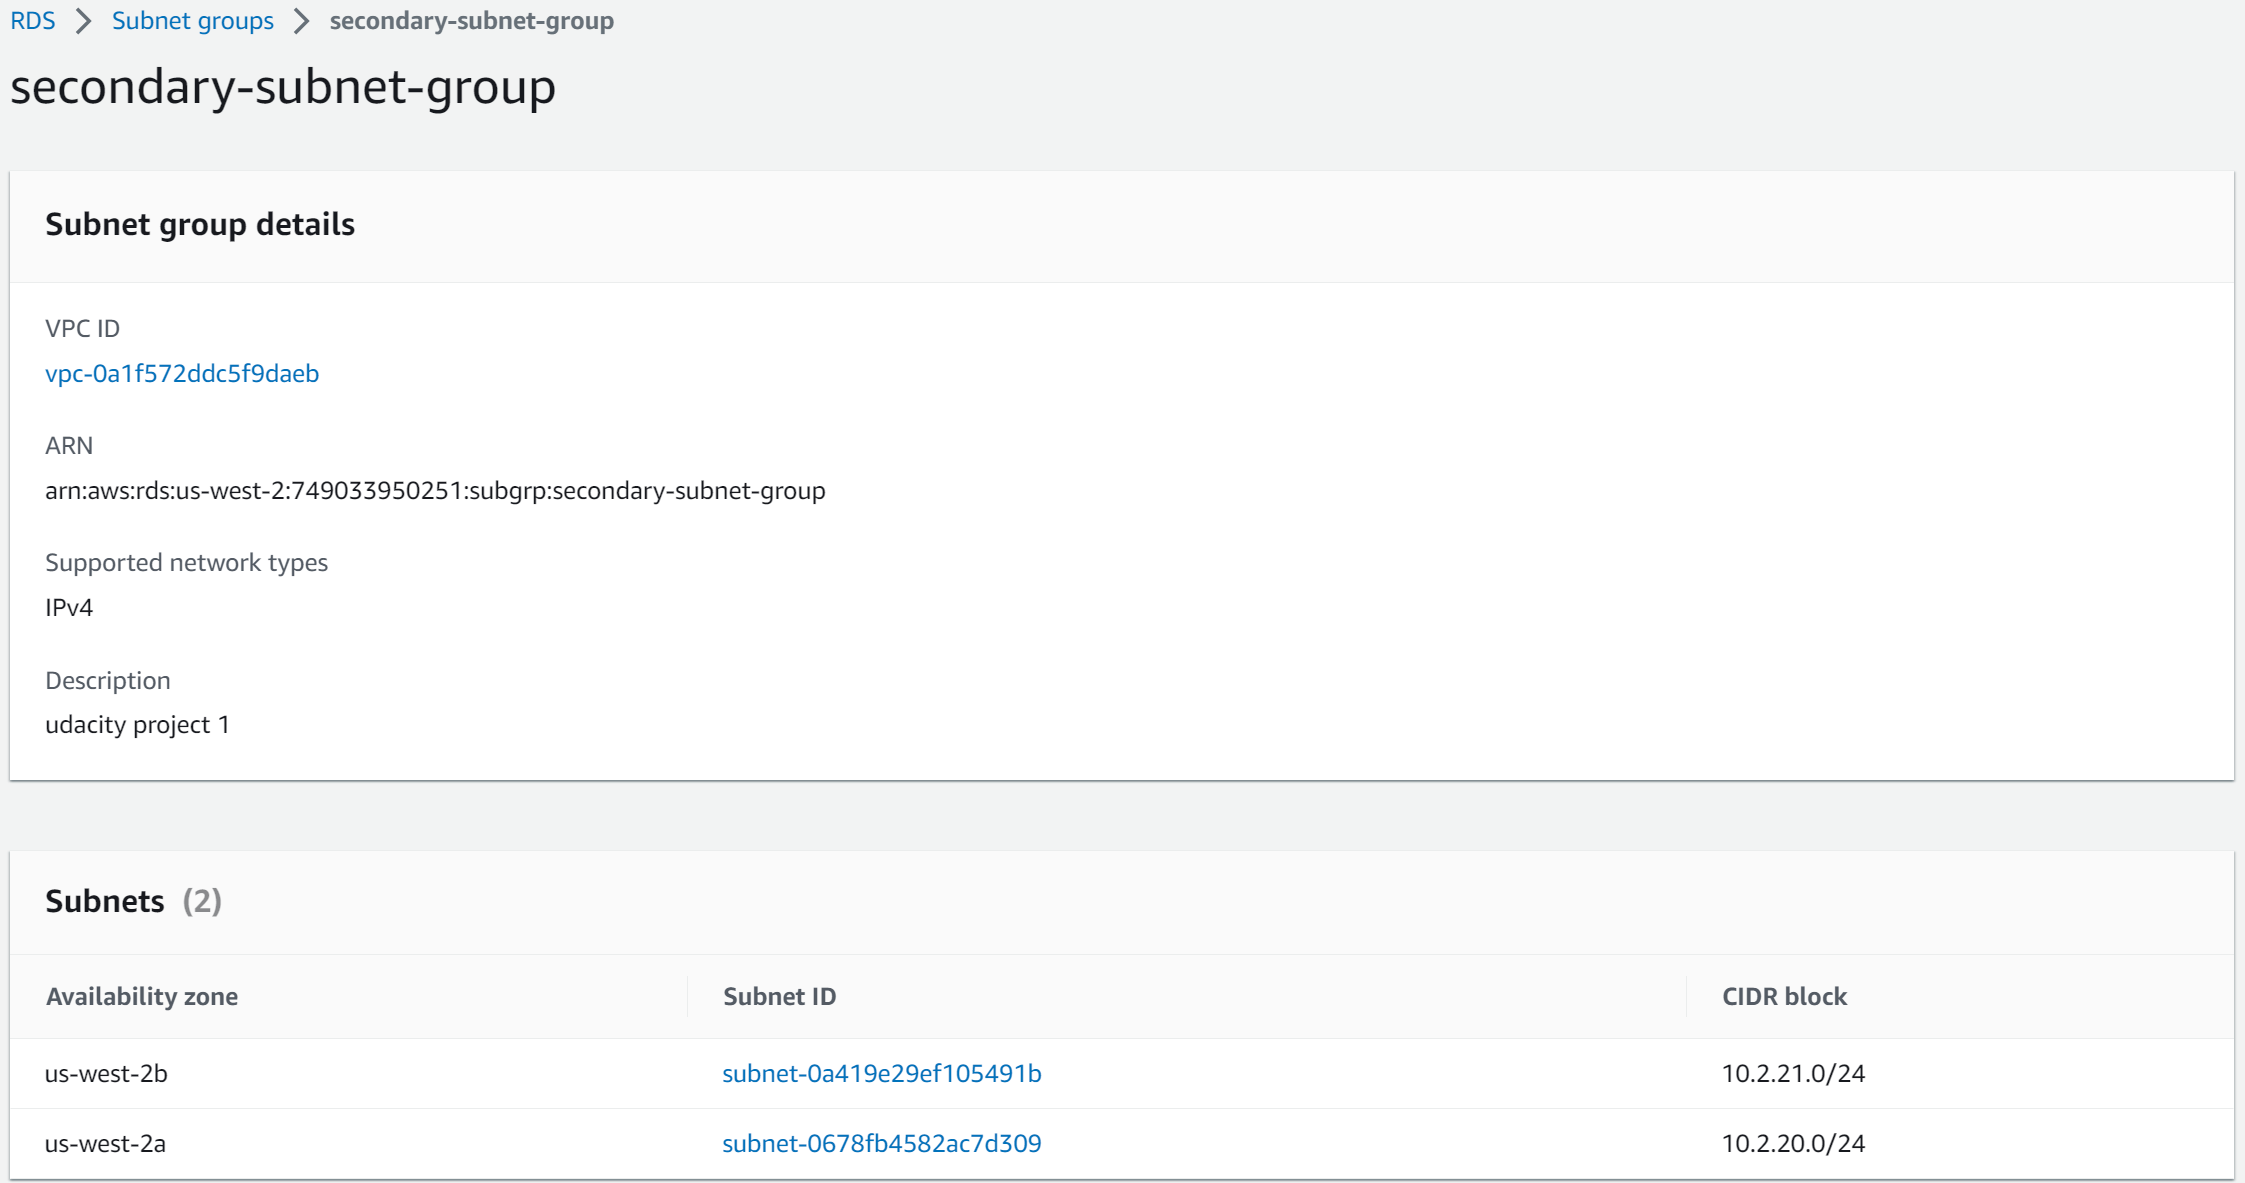 RDS > Subnet groups > secondary-subnet-group
secondary-subnet-group
Subnet group details
VPC ID
vpc-0a1f572ddc5f9daeb
ARN
arn:aws:rds:us-west-2:749033950251:subgrp:secondary-subnet-group
Supported network types
IPv4
Description
udacity project 1
Subnets (2)
Availability zone Subnet ID CIDR block
us-west-2b subnet-0a419e29ef105491b 10.2.21.0/24
us-west-2a subnet-0678fb4582ac7d309 10.2.20.0/24